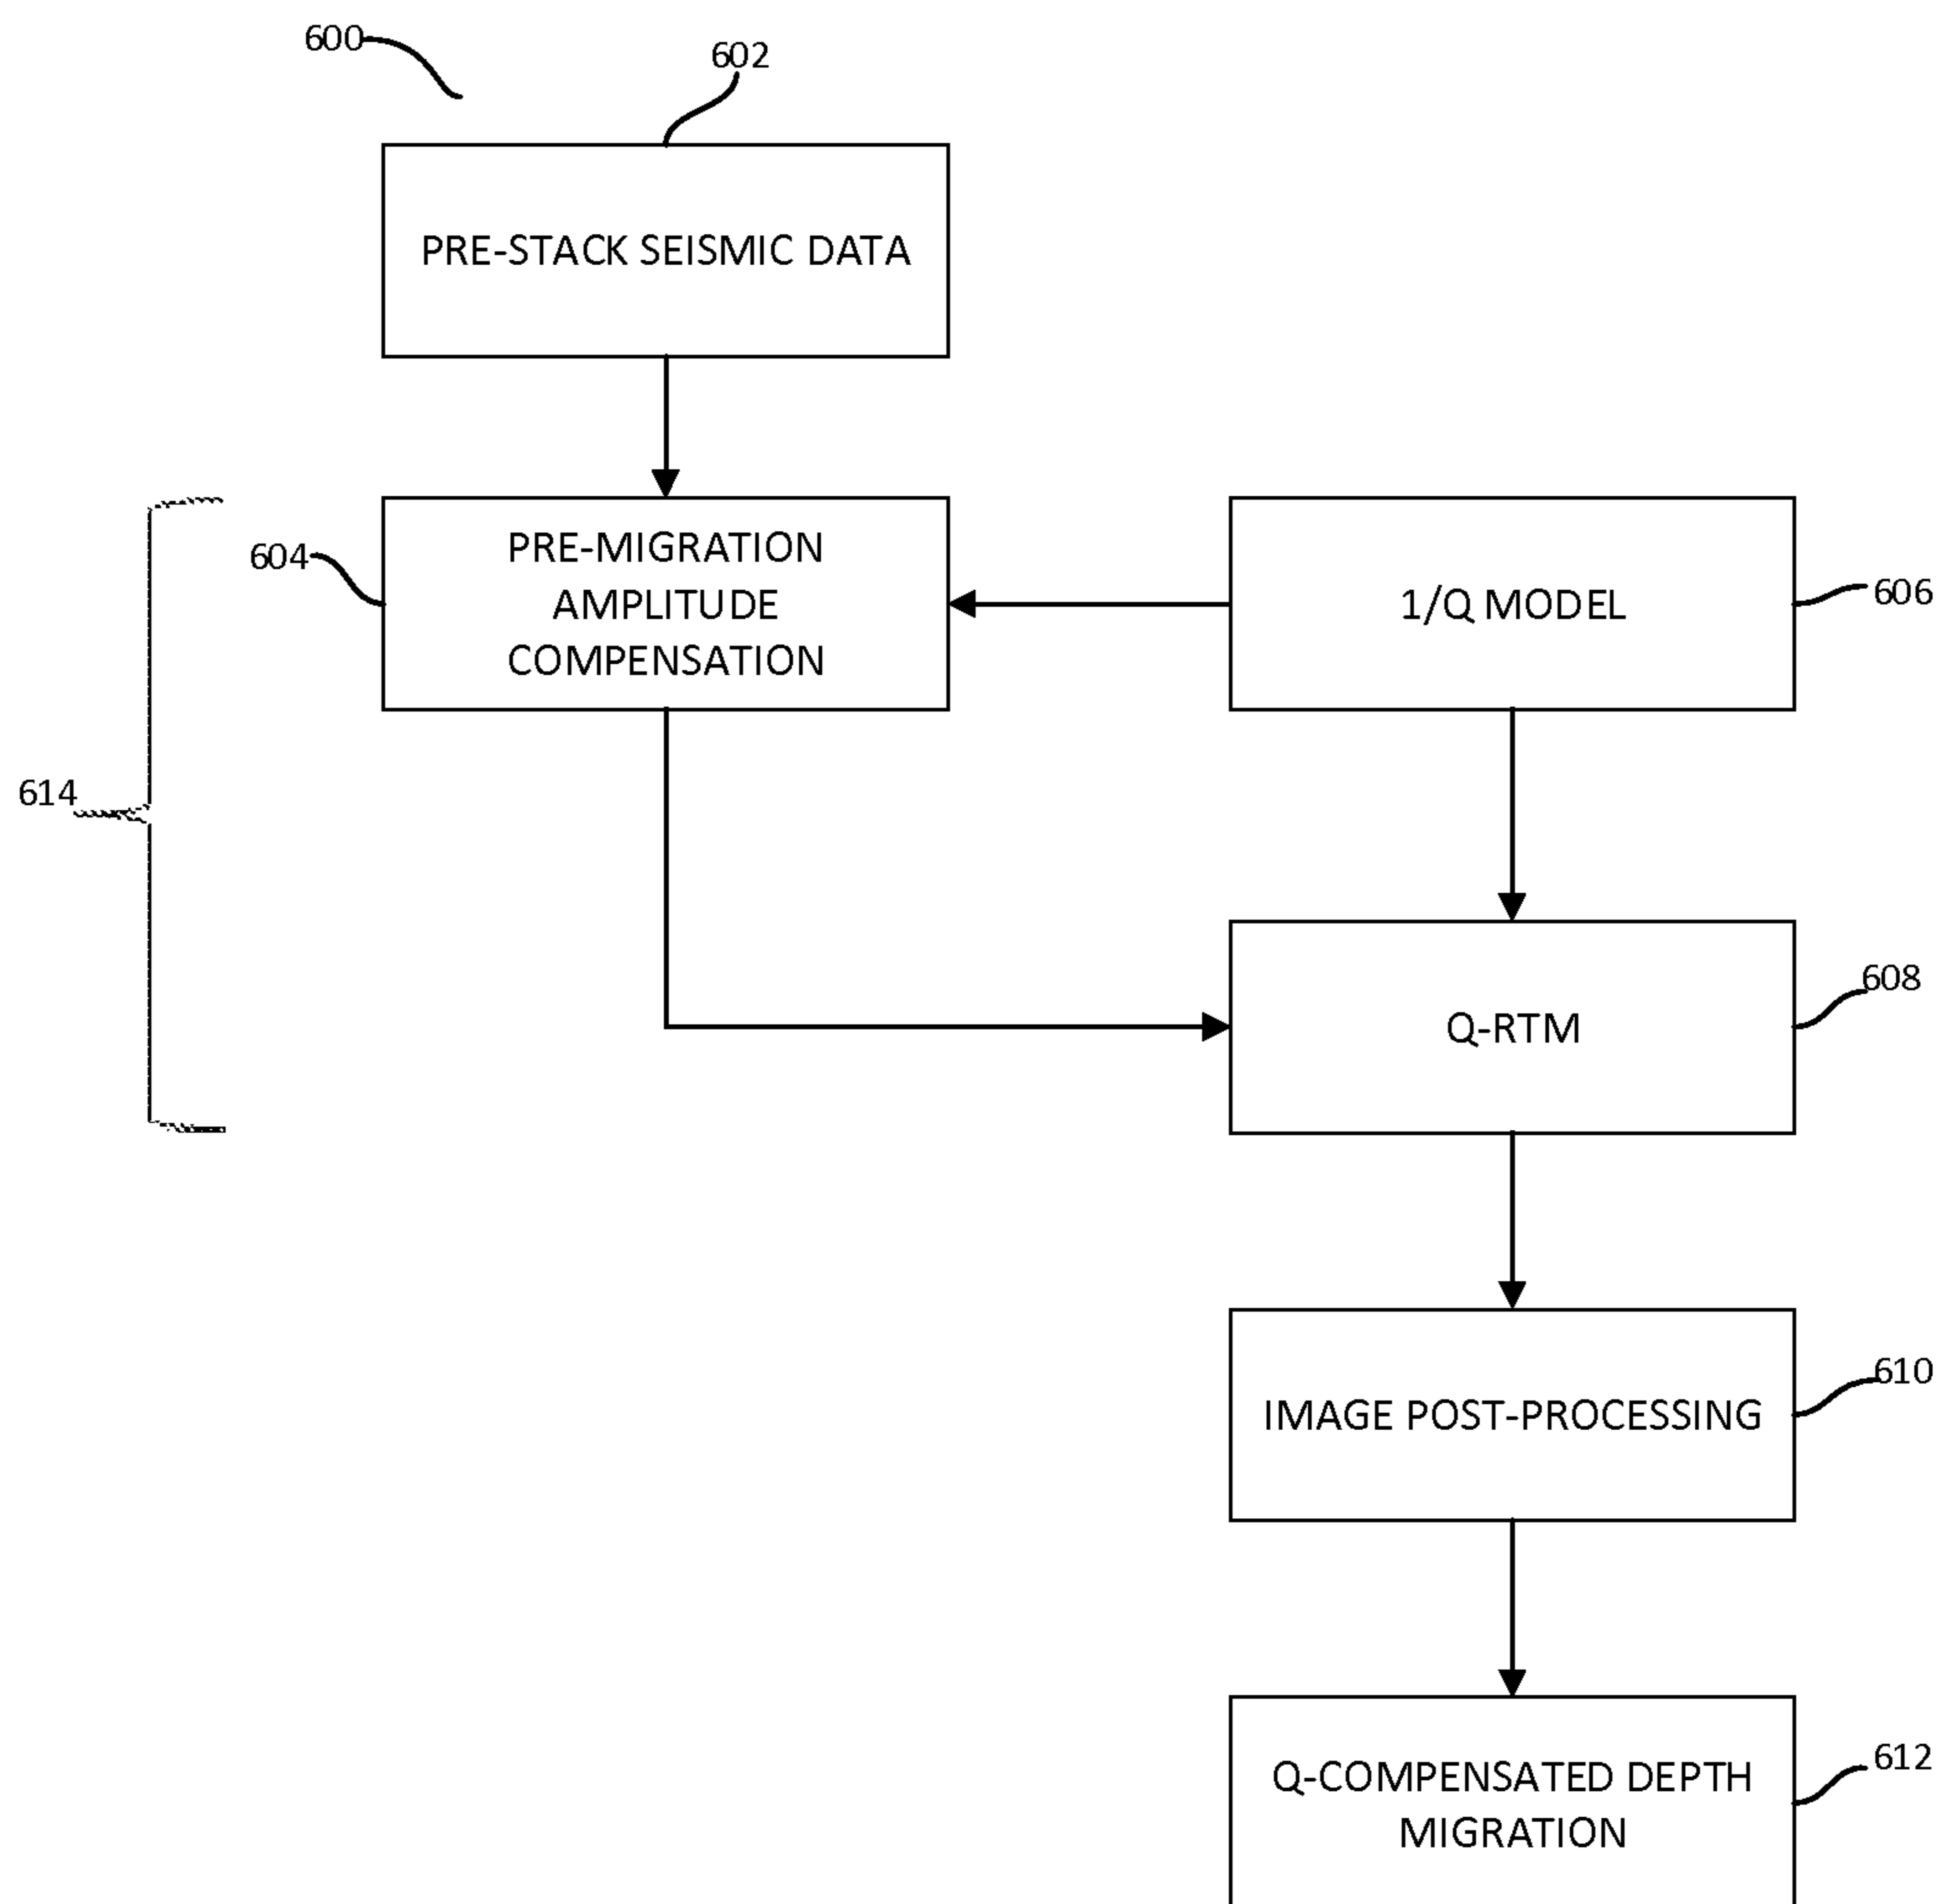 600
602
PRE-STACK SEISMIC DATA
604
PRE-MIGRATION
AMPLITUDE
COMPENSATION
1/Q MODEL
606
614
Q-RTM
608
IMAGE POST-PROCESSING
610
Q-COMPENSATED DEPTH
MIGRATION
612